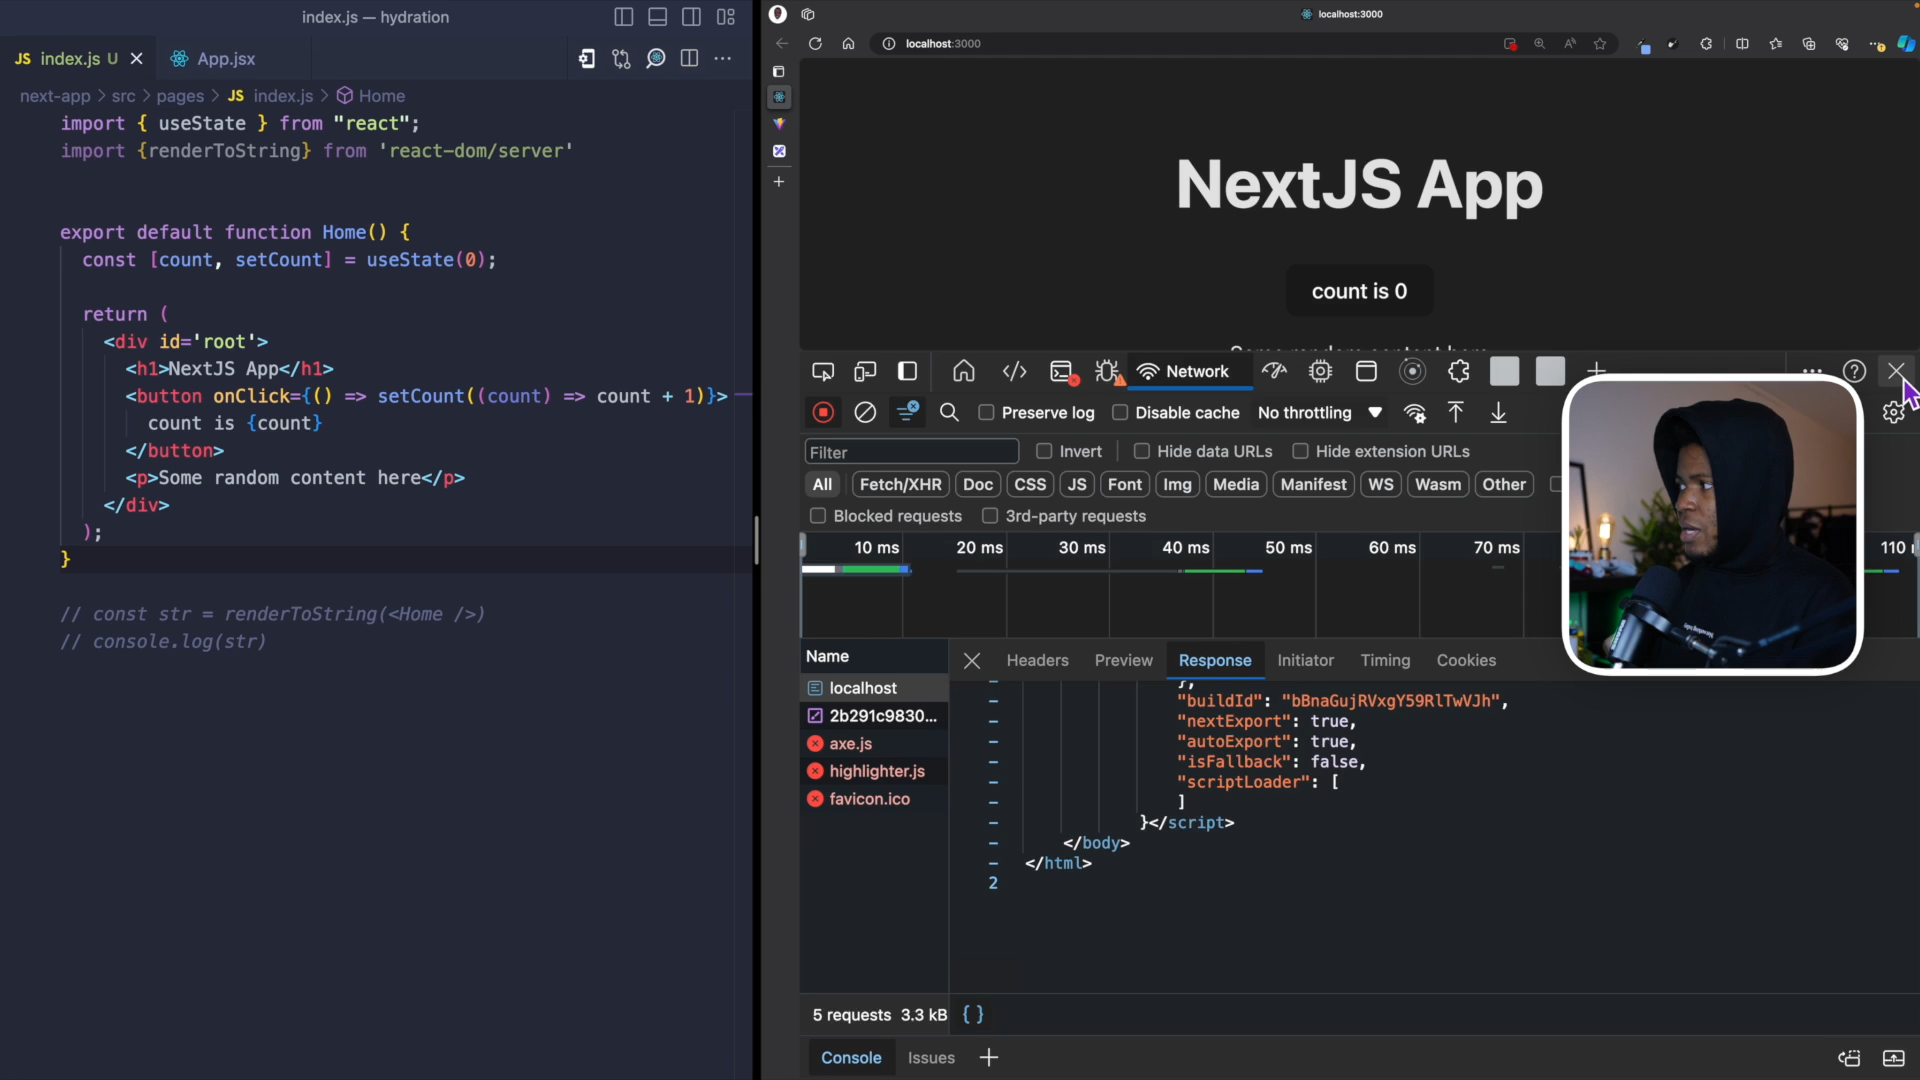 index.js — hydration
JS index.js U
App.jsx
next-app > src > pages > JS index.js > Home
import { useState } from "react";
import {renderToString} from 'react-dom/server'
export default function Home() {
const [count, setCount] = useState(0);
return (
<div id='root'>
<h1>NextJS App</h1>
<button onClick={() => setCount((count) => count + 1)}>
count is {count}
</button>
<p>Some random content here</p>
</div>
);
}
// const str = renderToString(<Home />)
// console.log(str)
localhost:3000
localhost:3000
NextJS App
count is 0
Network
Preserve log
Disable cache
No throttling
Filter
Invert
Hide data URLs
Hide extension URLs
All
Fetch/XHR
Doc
CSS
JS
Font
Img
Media
Manifest
WS
Wasm
Other
Blocked requests
3rd-party requests
10 ms
20 ms
30 ms
40 ms
50 ms
60 ms
70 ms
110
Name
Headers
Preview
Response
Initiator
Timing
Cookies
localhost
2b291c9830...
axe.js
highlighter.js
favicon.ico
},
"buildId": "bBnaGujRVxgY59RlTwVJh",
"nextExport": true,
"autoExport": true,
"isFallback": false,
"scriptLoader": [
]
}</script>
</body>
</html>
2
5 requests 3.3 kB { }
Console
Issues